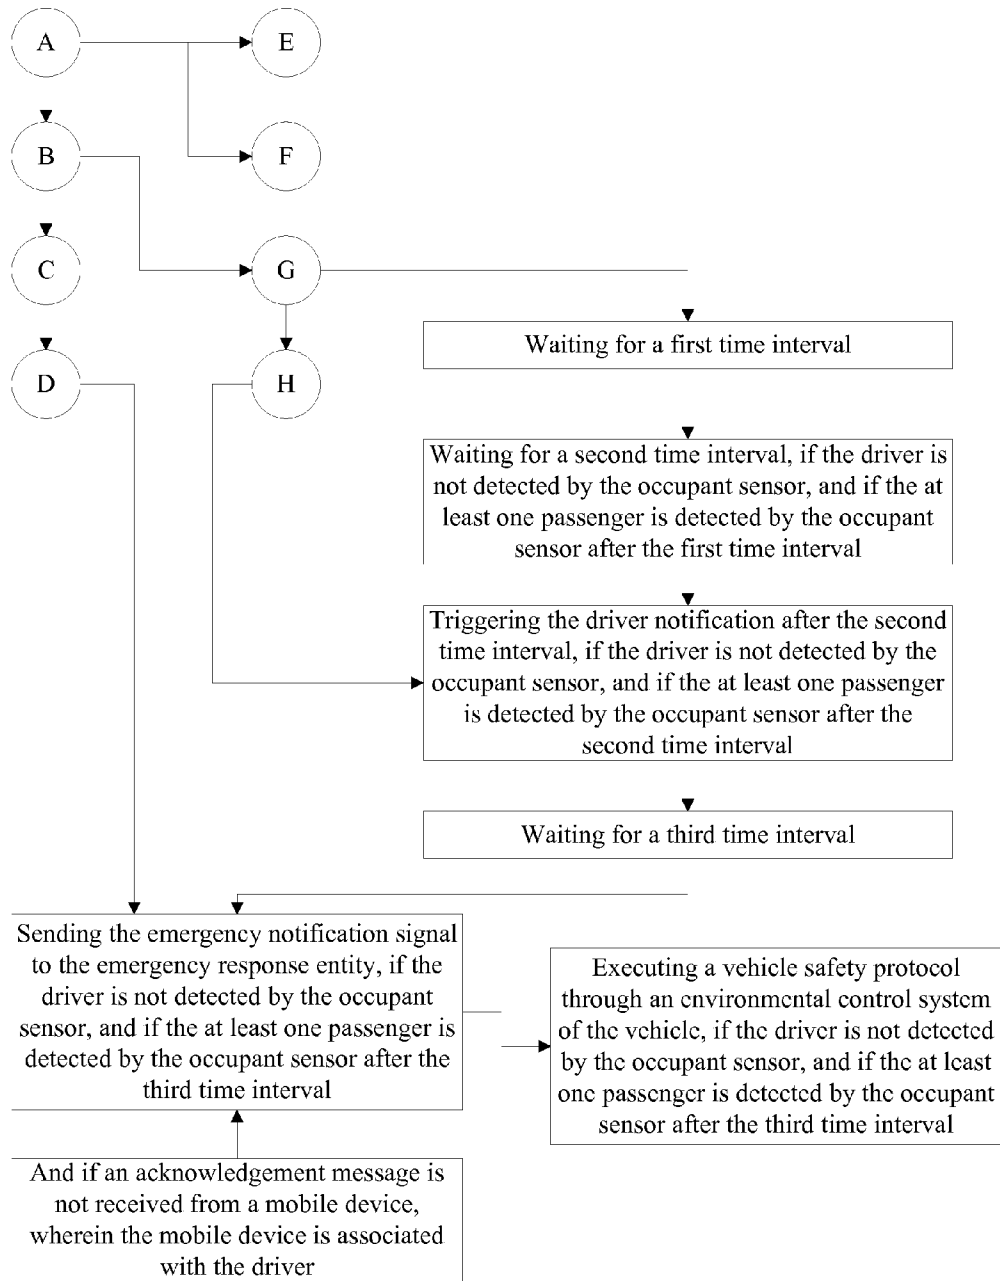 A
E
B
F
C
G
Waiting for a first time interval
D
H
Waiting for a second time interval, if the driver is
not detected by the occupant sensor, and if the at
least one passenger is detected by the occupant
sensor after the first time interval
Triggering the driver notification after the second
time interval, if the driver is not detected by the
occupant sensor, and if the at least one passenger
is detected by the occupant sensor after the
second time interval
Waiting for a third time interval
Sending the emergency notification signal
to the emergency response entity, if the
driver is not detected by the occupant
sensor, and if the at least one passenger is
detected by the occupant sensor after the
third time interval
Executing a vehicle safety protocol
through an environmental control system
of the vehicle, if the driver is not detected
by the occupant sensor, and if the at least
one passenger is detected by the occupant
sensor after the third time interval
And if an acknowledgement message is
not received from a mobile device,
wherein the mobile device is associated
with the driver